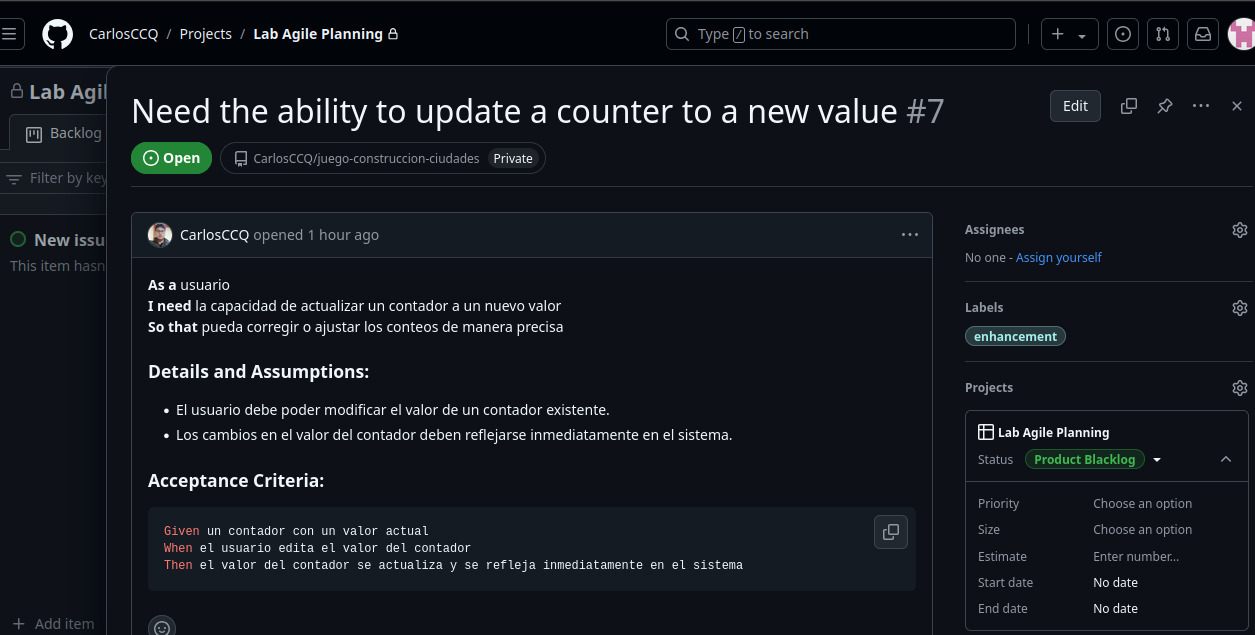 CarlosCCQ / Projects / Lab Agile Planning
Type / to search
Lab Agil
Backlog
Filter by key
New issu
This item hasn
Add item
Need the ability to update a counter to a new value #7
Edit
Open
CarlosCCQ/juego-construccion-ciudades Private
CarlosCCQ opened 1 hour ago
As a usuario
I need la capacidad de actualizar un contador a un nuevo valor
So that pueda corregir o ajustar los conteos de manera precisa
Details and Assumptions:
• El usuario debe poder modificar el valor de un contador existente.
• Los cambios en el valor del contador deben reflejarse inmediatamente en el sistema.
Acceptance Criteria:
Given un contador con un valor actual
When el usuario edita el valor del contador
Then el valor del contador se actualiza y se refleja inmediatamente en el sistema
Assignees
No one - Assign yourself
Labels
enhancement
Projects
Lab Agile Planning
Status Product Blacklog
Priority Choose an option
Size Choose an option
Estimate Enter number...
Start date No date
End date No date